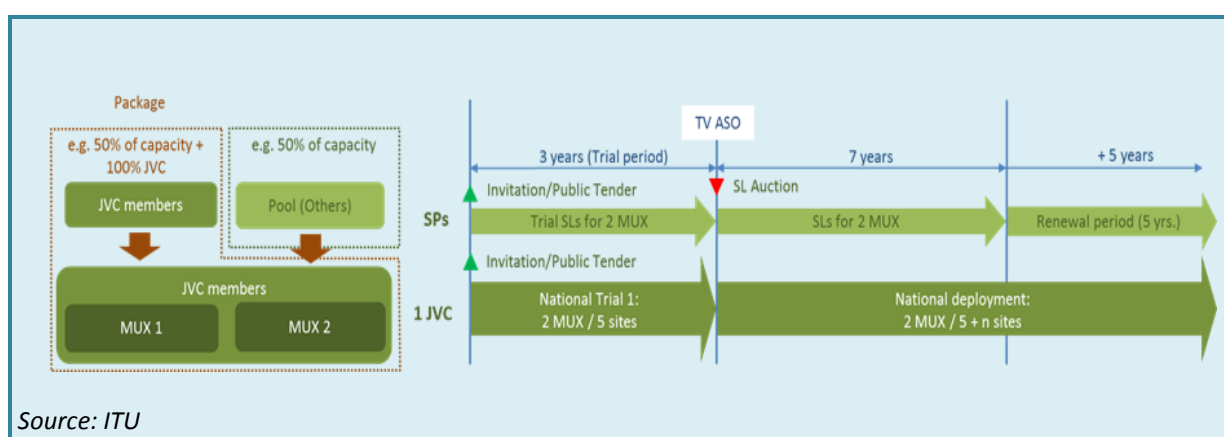 Package
e.g. 50% of capacity +
100% JVC
JVC members
e.g. 50% of capacity
Pool (Others)
JVC members
MUX 1
MUX 2
TV ASO
3 years (Trial period)
7 years
+ 5 years
Invitation/Public Tender
SL Auction
SPs
Trial SLs for 2 MUX
SLs for 2 MUX
Renewal period (5 yrs.)
Invitation/Public Tender
1 JVC
National Trial 1:
2 MUX / 5 sites
National deployment:
2 MUX / 5 + n sites
Source: ITU